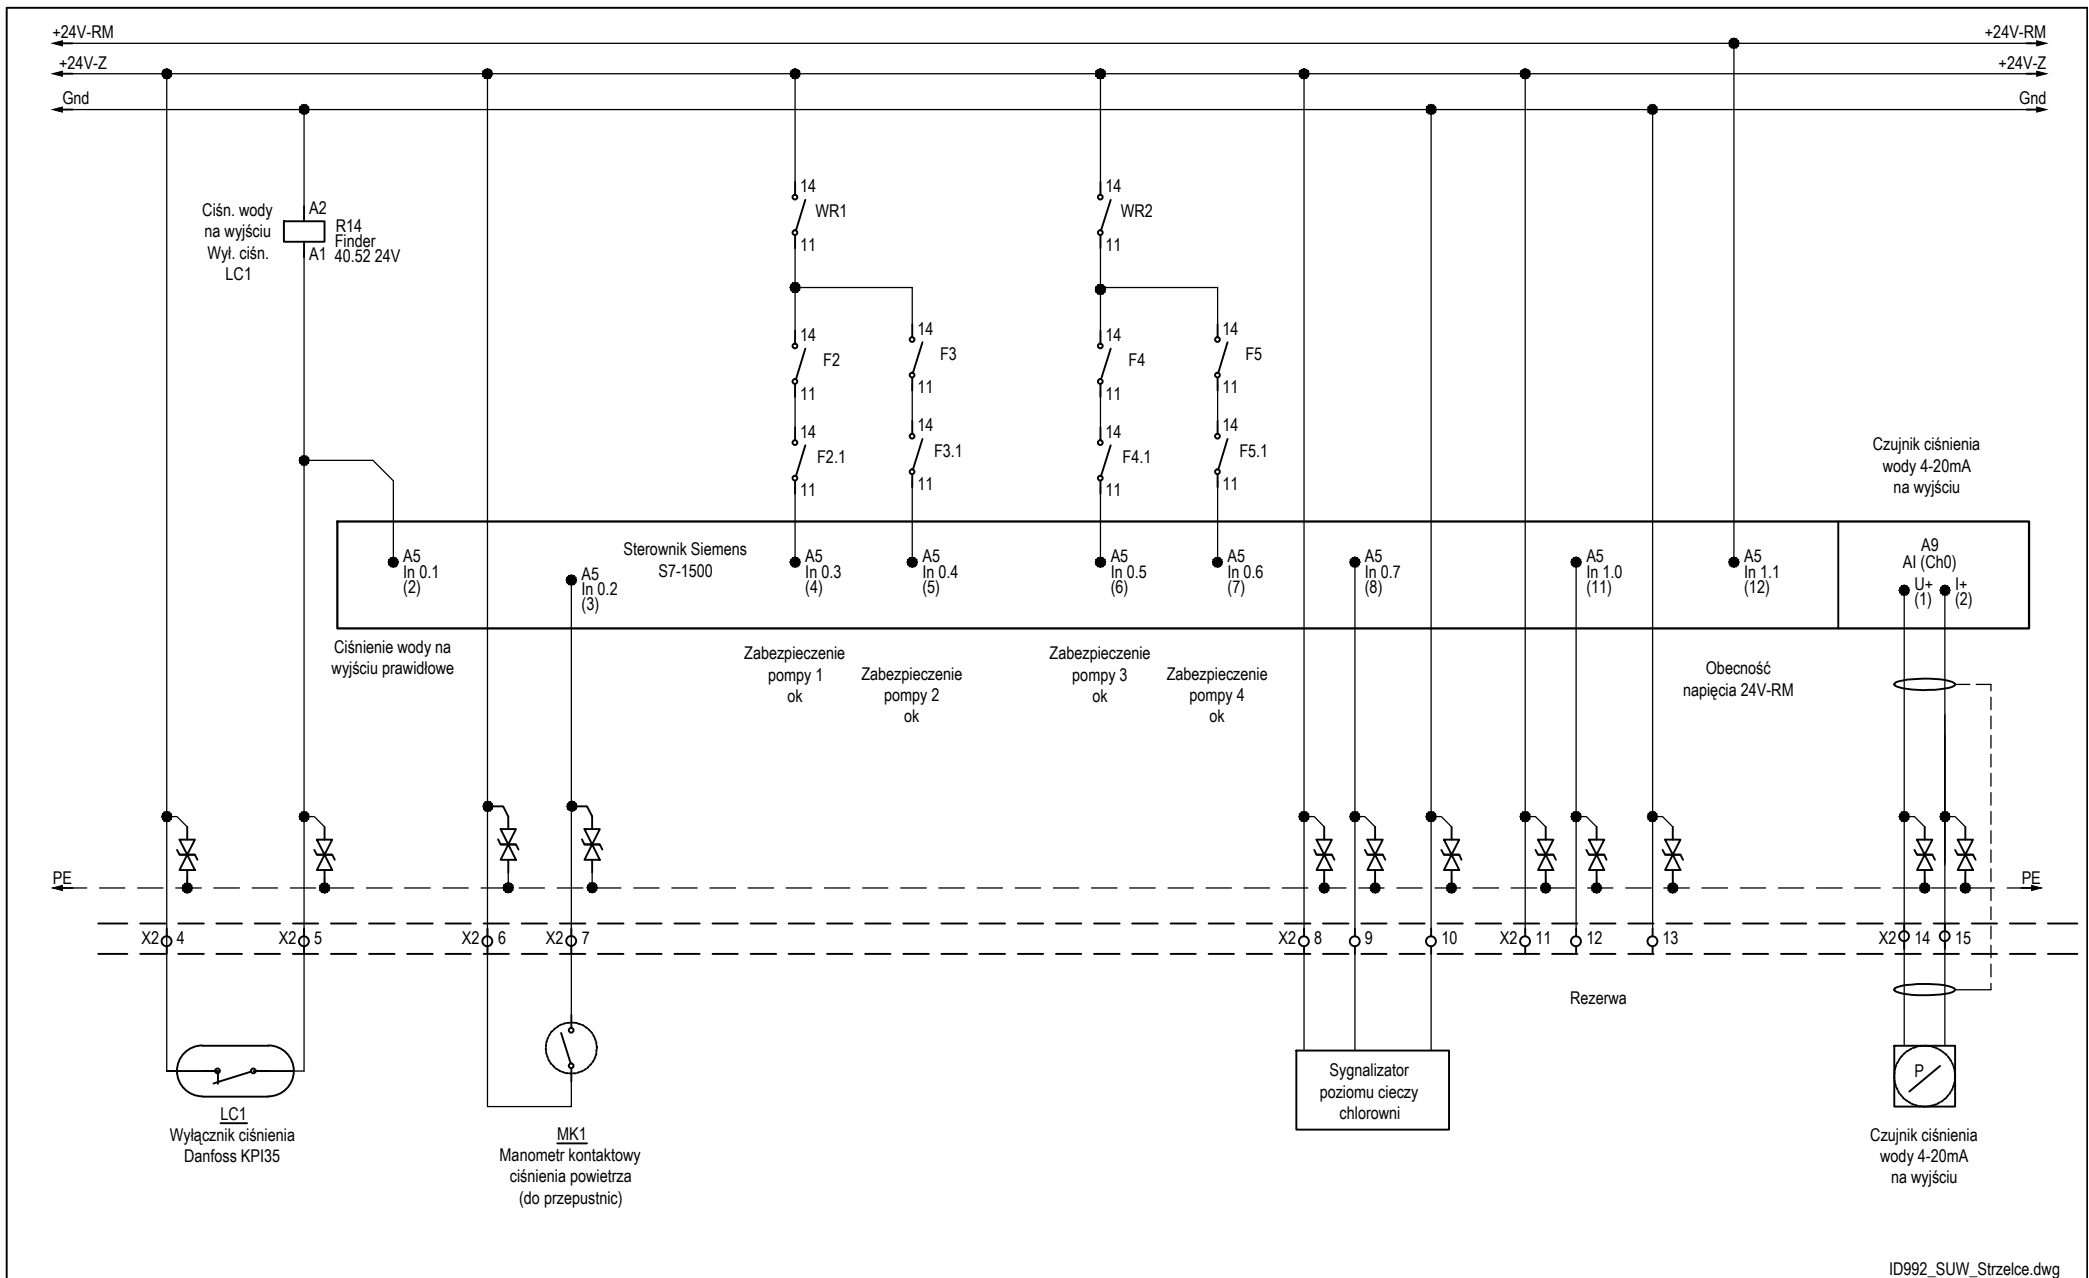 +24V-RM
+24V-RM
+24V-Z
+24V-Z
Gnd
Gnd
Ciśn. wody
na wyjściu
Wył. ciśn.
LC1
A2
R14
Finder
40.52 24V
A1
14
WR1
11
14
WR2
11
14
F2
11
14
F3
11
14
F4
11
14
F5
11
14
F2.1
11
14
F3.1
11
14
F4.1
11
14
F5.1
11
Czujnik ciśnienia
wody 4-20mA
na wyjściu
A5
In 0.1
(2)
A5
In 0.2
(3)
Sterownik Siemens
S7-1500
A5
In 0.3
(4)
A5
In 0.4
(5)
A5
In 0.5
(6)
A5
In 0.6
(7)
A5
In 0.7
(8)
A5
In 1.0
(11)
A5
In 1.1
(12)
A9
AI (Ch0)
U+
(1)
I+
(2)
Ciśnienie wody na
wyjściu prawidłowe
Zabezpieczenie
pompy 1
ok
Zabezpieczenie
pompy 2
ok
Zabezpieczenie
pompy 3
ok
Zabezpieczenie
pompy 4
ok
Obecność
napięcia 24V-RM
PE
PE
X2 4
X2 5
X2 6
X2 7
X2 8
9
10
X2 11
12
13
X2 14
15
Rezerwa
LC1
Wyłącznik ciśnienia
Danfoss KPI35
MK1
Manometr kontaktowy
ciśnienia powietrza
(do przepustnic)
Sygnalizator
poziomu cieczy
chlorowni
P
Czujnik ciśnienia
wody 4-20mA
na wyjściu
ID992_SUW_Strzelce.dwg